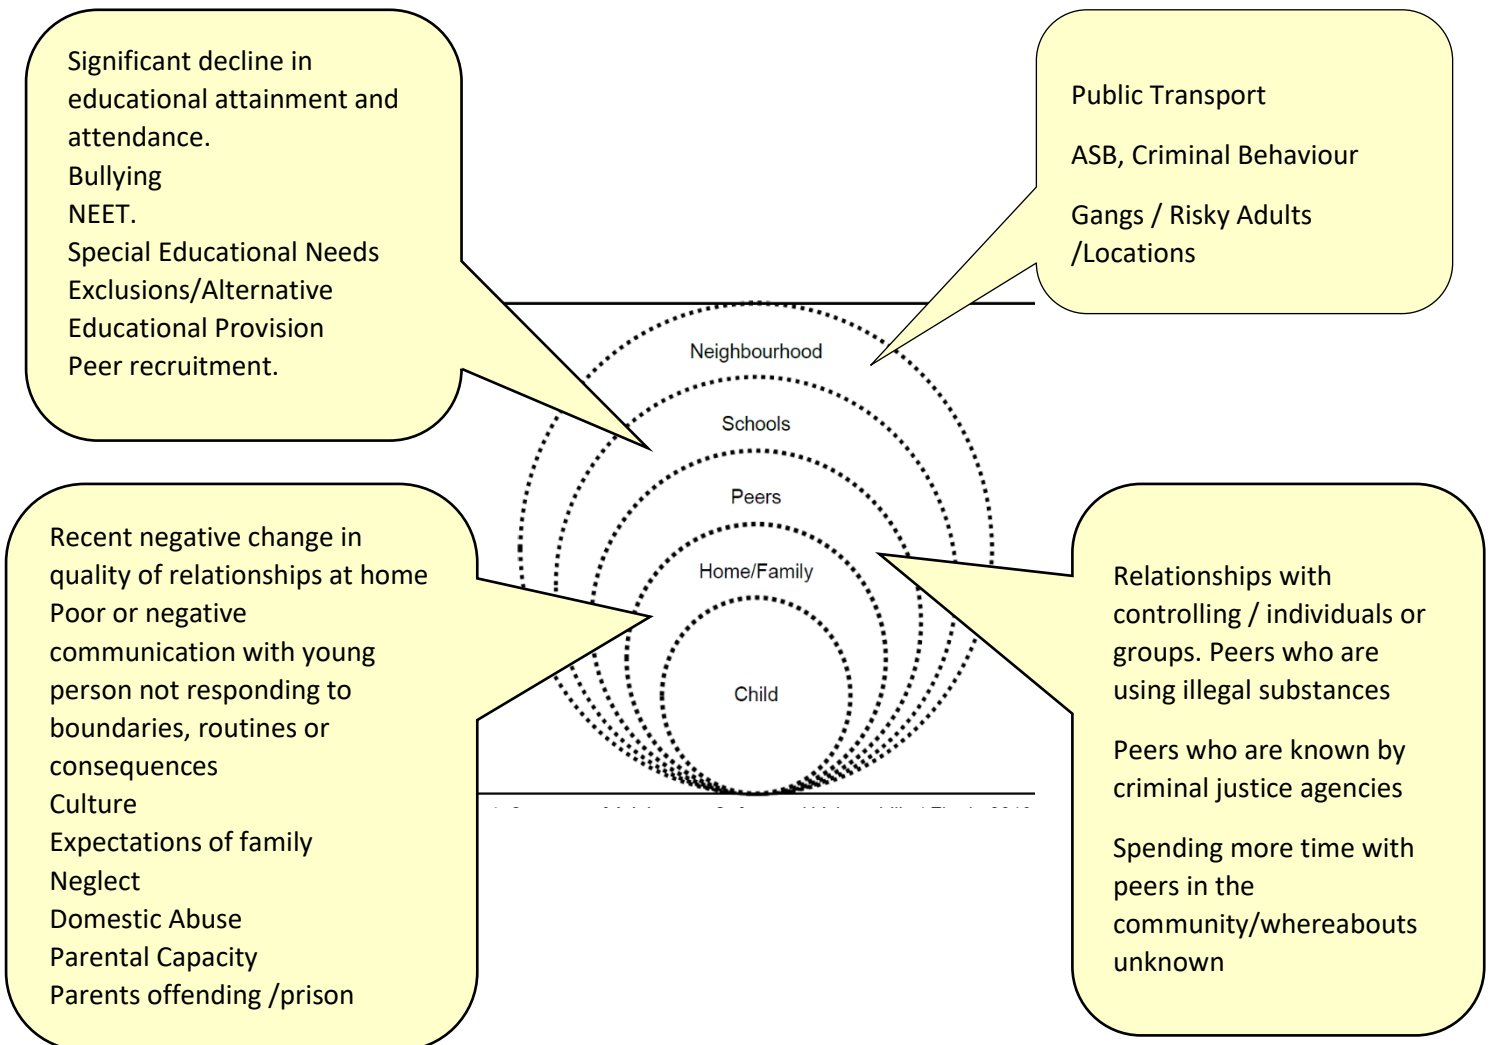 Significant decline in
educational attainment and
attendance.
Bullying
NEET.
Special Educational Needs
Exclusions/Alternative
Educational Provision
Peer recruitment.
Public Transport
ASB, Criminal Behaviour
Gangs / Risky Adults
/Locations
Neighbourhood
Schools
Peers
Home/Family
Child
Recent negative change in
quality of relationships at home
Poor or negative
communication with young
person not responding to
boundaries, routines or
consequences
Culture
Expectations of family
Neglect
Domestic Abuse
Parental Capacity
Parents offending /prison
Relationships with
controlling / individuals or
groups. Peers who are
using illegal substances
Peers who are known by
criminal justice agencies
Spending more time with
peers in the
community/whereabouts
unknown